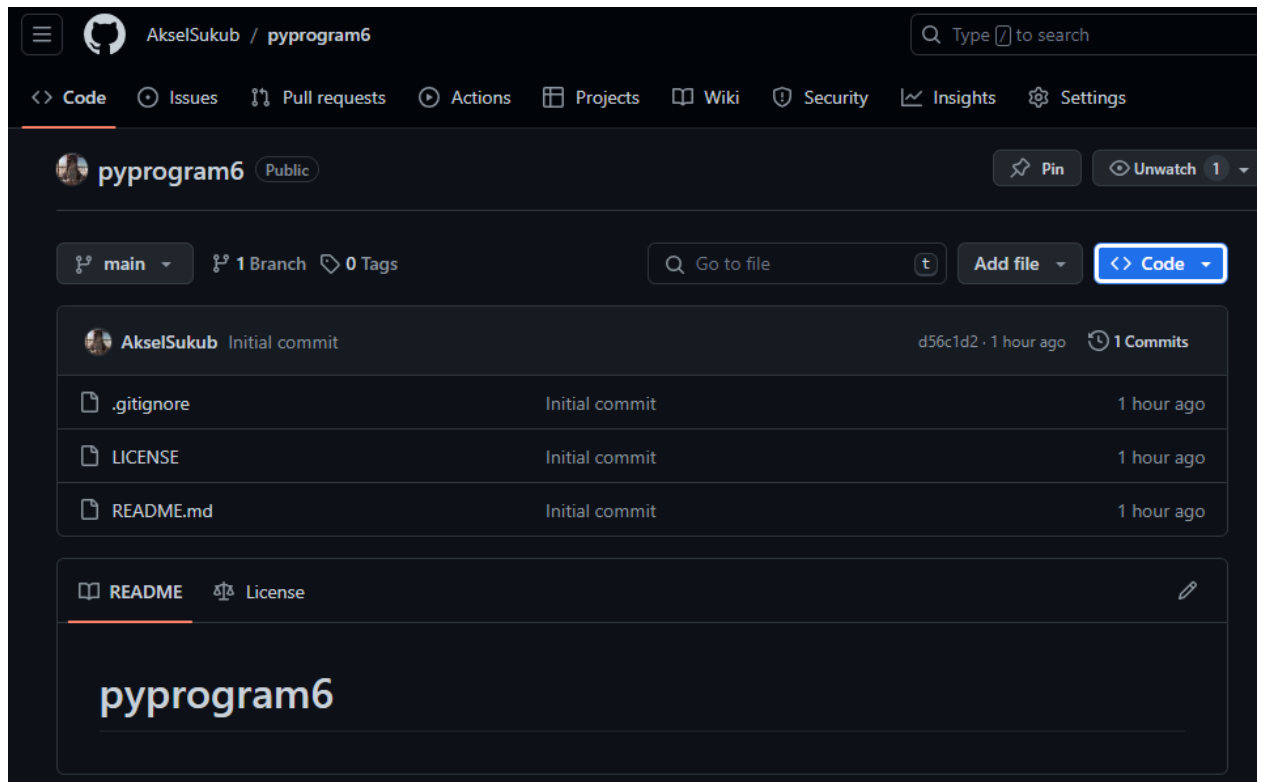 AkselSukub / pyprogram6 Type / to search
Code Issues Pull requests Actions Projects Wiki Security Insights Settings
pyprogram6 Public Pin Unwatch 1
main 1 Branch 0 Tags Go to file t Add file Code
AkselSukub Initial commit d56c1d2 · 1 hour ago 1 Commits
.gitignore Initial commit 1 hour ago
LICENSE Initial commit 1 hour ago
README.md Initial commit 1 hour ago
README License
pyprogram6